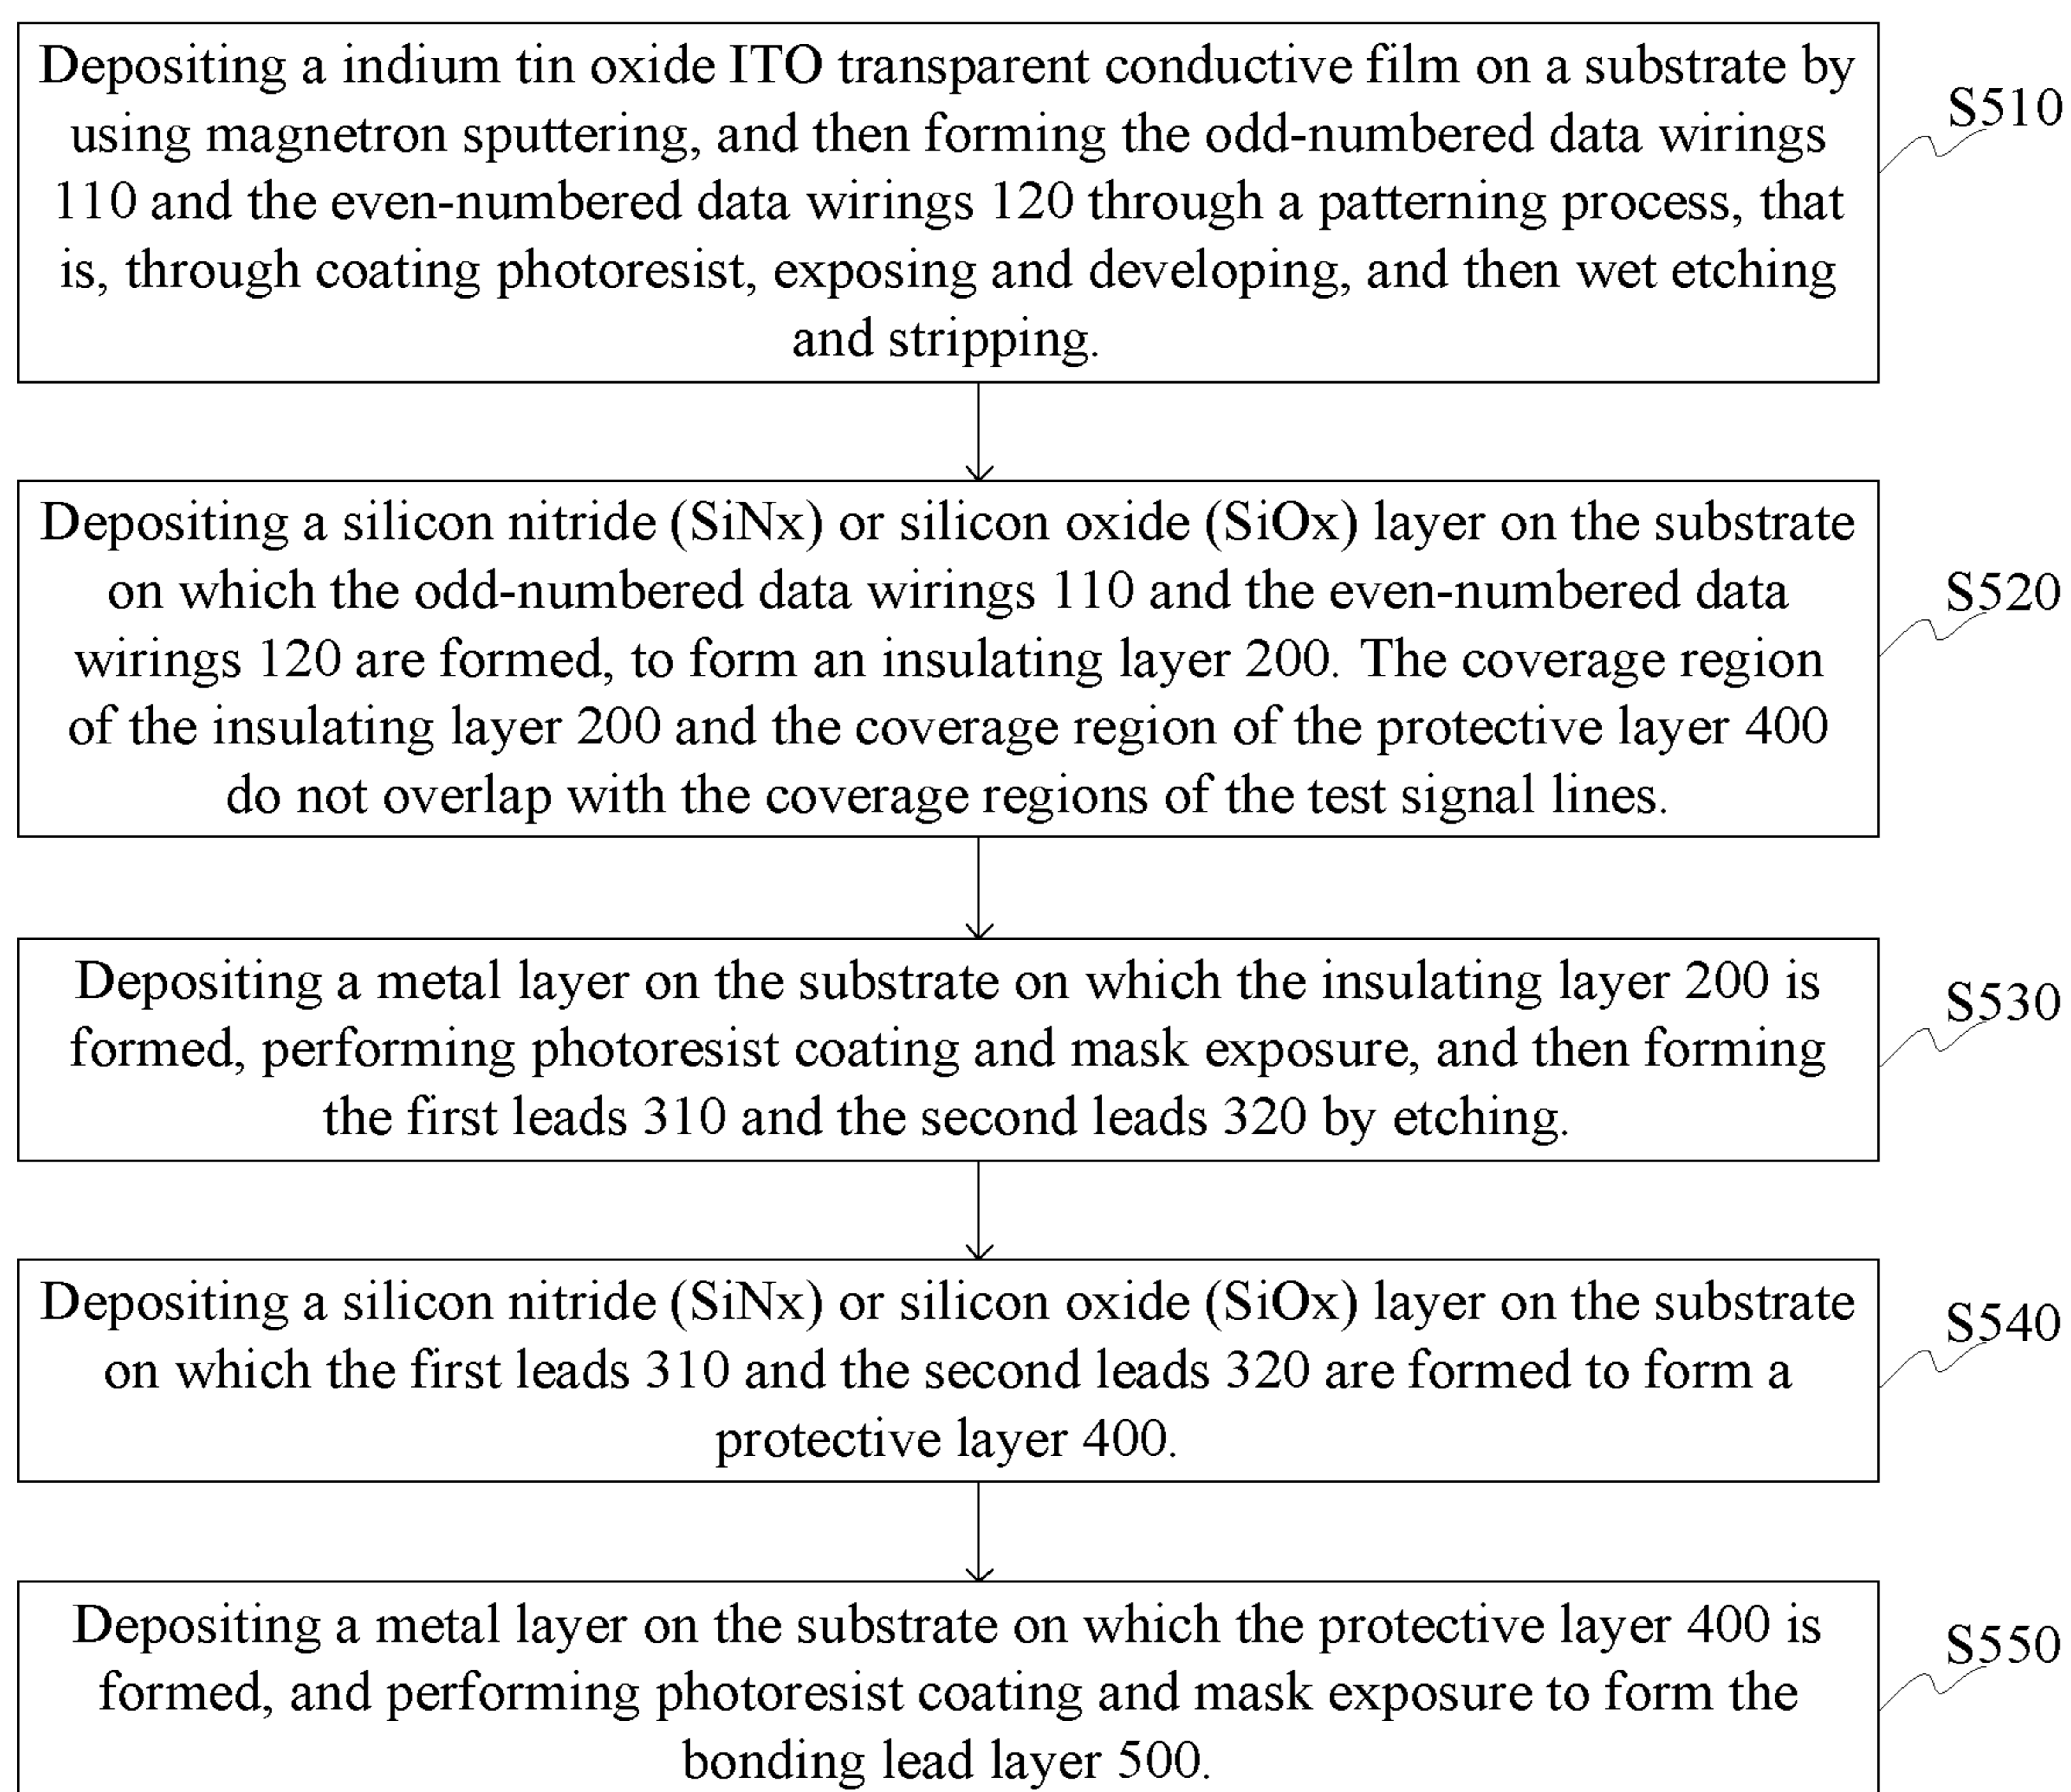 Depositing a indium tin oxide ITO transparent conductive film on a substrate by
using magnetron sputtering, and then forming the odd-numbered data wirings
110 and the even-numbered data wirings 120 through a patterning process, that
is, through coating photoresist, exposing and developing, and then wet etching
and stripping.
S510
Depositing a silicon nitride (SiNx) or silicon oxide (SiOx) layer on the substrate
on which the odd-numbered data wirings 110 and the even-numbered data
wirings 120 are formed, to form an insulating layer 200. The coverage region
of the insulating layer 200 and the coverage region of the protective layer 400
do not overlap with the coverage regions of the test signal lines.
S520
Depositing a metal layer on the substrate on which the insulating layer 200 is
formed, performing photoresist coating and mask exposure, and then forming
the first leads 310 and the second leads 320 by etching.
S530
Depositing a silicon nitride (SiNx) or silicon oxide (SiOx) layer on the substrate
on which the first leads 310 and the second leads 320 are formed to form a
protective layer 400.
S540
Depositing a metal layer on the substrate on which the protective layer 400 is
formed, and performing photoresist coating and mask exposure to form the
bonding lead layer 500.
S550